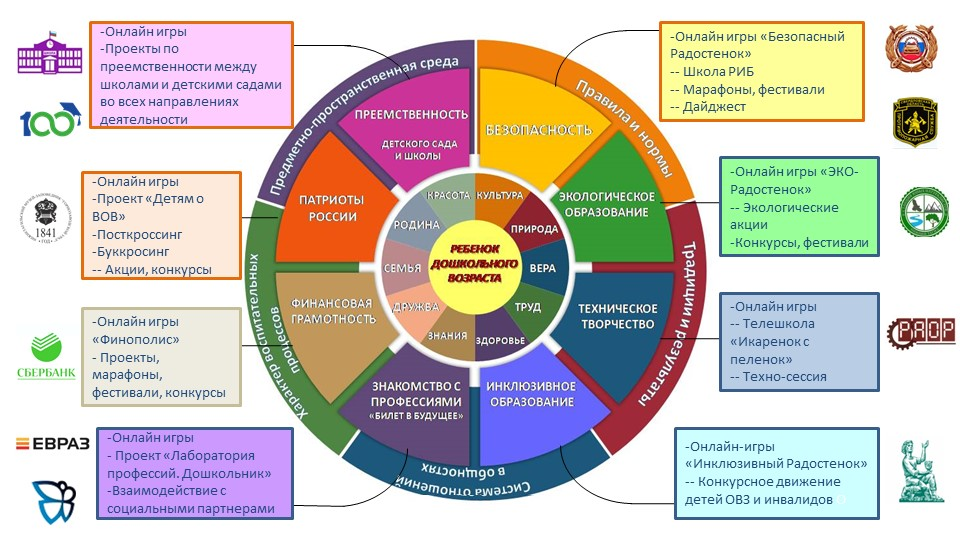 -Онлайн игры
-Проекты по
преемственности между
школами и детскими садами
во всех направлениях
деятельности
-Онлайн игры «Безопасный
Радостенок»
-- Школа РИБ
-- Марафоны, фестивали
-- Дайджест
Предметно-пространственная среда
Правила и нормы
Традиции и результаты
Система отношений
в общностях
Характер воспитательных
процессов
ПРЕЕМСТВЕННОСТЬ
ДЕТСКОГО САДА
И ШКОЛЫ
БЕЗОПАСНОСТЬ
100
-Онлайн игры
-Проект «Детям о
ВОВ»
-Посткроссинг
-Буккросинг
-- Акции, конкурсы
1841
ПАТРИОТЫ
РОССИИ
ЭКОЛОГИЧЕСКОЕ
ОБРАЗОВАНИЕ
-Онлайн игры «ЭКО-
Радостенок»
-- Экологические
акции
-Конкурсы, фестивали
КРАСОТА
КУЛЬТУРА
РОДИНА
ПРИРОДА
СЕМЬЯ
ВЕРА
ДРУЖБА
ТРУД
ЗНАНИЯ
ЗДОРОВЬЕ
РЕБЕНОК
ДОШКОЛЬНОГО
ВОЗРАСТА
ФИНАНСОВАЯ
ГРАМОТНОСТЬ
ТЕХНИЧЕСКОЕ
ТВОРЧЕСТВО
-Онлайн игры
«Финополис»
- Проекты,
марафоны,
фестивали, конкурсы
СБЕРБАНК
-Онлайн игры
-- Телешкола
«Икаренок с
пеленок»
-- Техно-сессия
РАОР
ЗНАКОМСТВО С
ПРОФЕССИЯМИ
«БИЛЕТ В БУДУЩЕЕ»
ИНКЛЮЗИВНОЕ
ОБРАЗОВАНИЕ
ЕВРАЗ
-Онлайн игры
- Проект «Лаборатория
профессий. Дошкольник»
-Взаимодействие с
социальными партнерами
-Онлайн-игры
«Инклюзивный Радостенок»
-- Конкурсное движение
детей ОВЗ и инвалидов